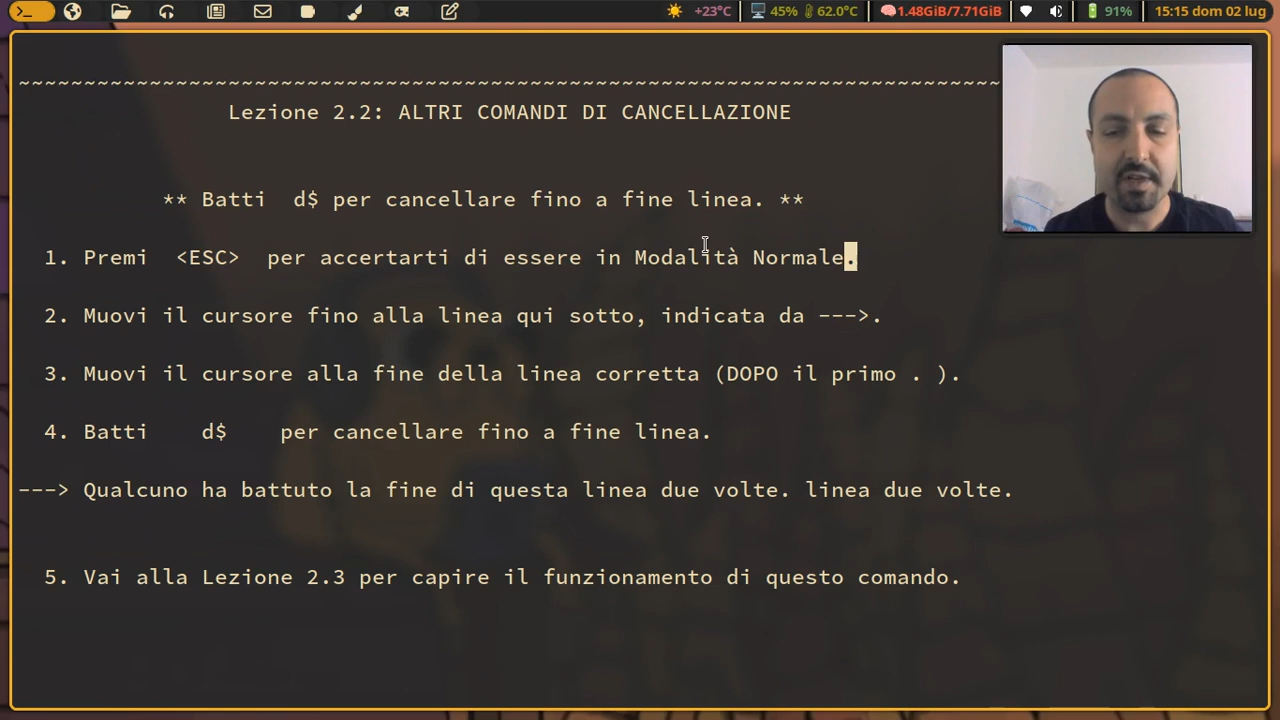 +23°C 45% 62.0°C 1.48GiB/7.71GiB 91% 15:15 dom 02 lug
~~~~~~~~~~~~~~~~~~~~~~~~~~~~~~~~~~~~~~~~~~~~~~~~~~~~~~~~~~~~~~~~~~~~~~~~~~~
Lezione 2.2: ALTRI COMANDI DI CANCELLAZIONE
** Batti  d$ per cancellare fino a fine linea. **
1. Premi  <ESC>  per accertarti di essere in Modalità Normale.
2. Muovi il cursore fino alla linea qui sotto, indicata da --->.
3. Muovi il cursore alla fine della linea corretta (DOPO il primo . ).
4. Batti    d$    per cancellare fino a fine linea.
---> Qualcuno ha battuto la fine di questa linea due volte. linea due volte.
5. Vai alla Lezione 2.3 per capire il funzionamento di questo comando.